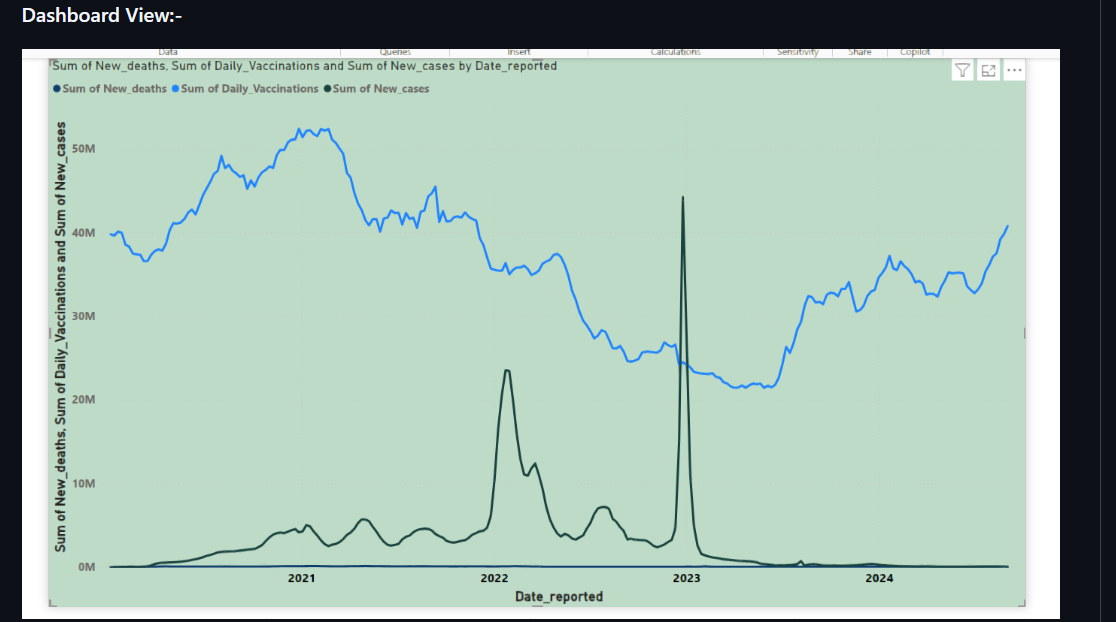 Dashboard View:-
Data Queries Insert Calculations Sensitivity Share Copilot
Sum of New_deaths, Sum of Daily_Vaccinations and Sum of New_cases by Date_reported
Sum of New_deaths Sum of Daily_Vaccinations Sum of New_cases
Sum of New_deaths, Sum of Daily_Vaccinations and Sum of New_cases
50M
40M
30M
20M
10M
0M
2021 2022 2023 2024
Date_reported